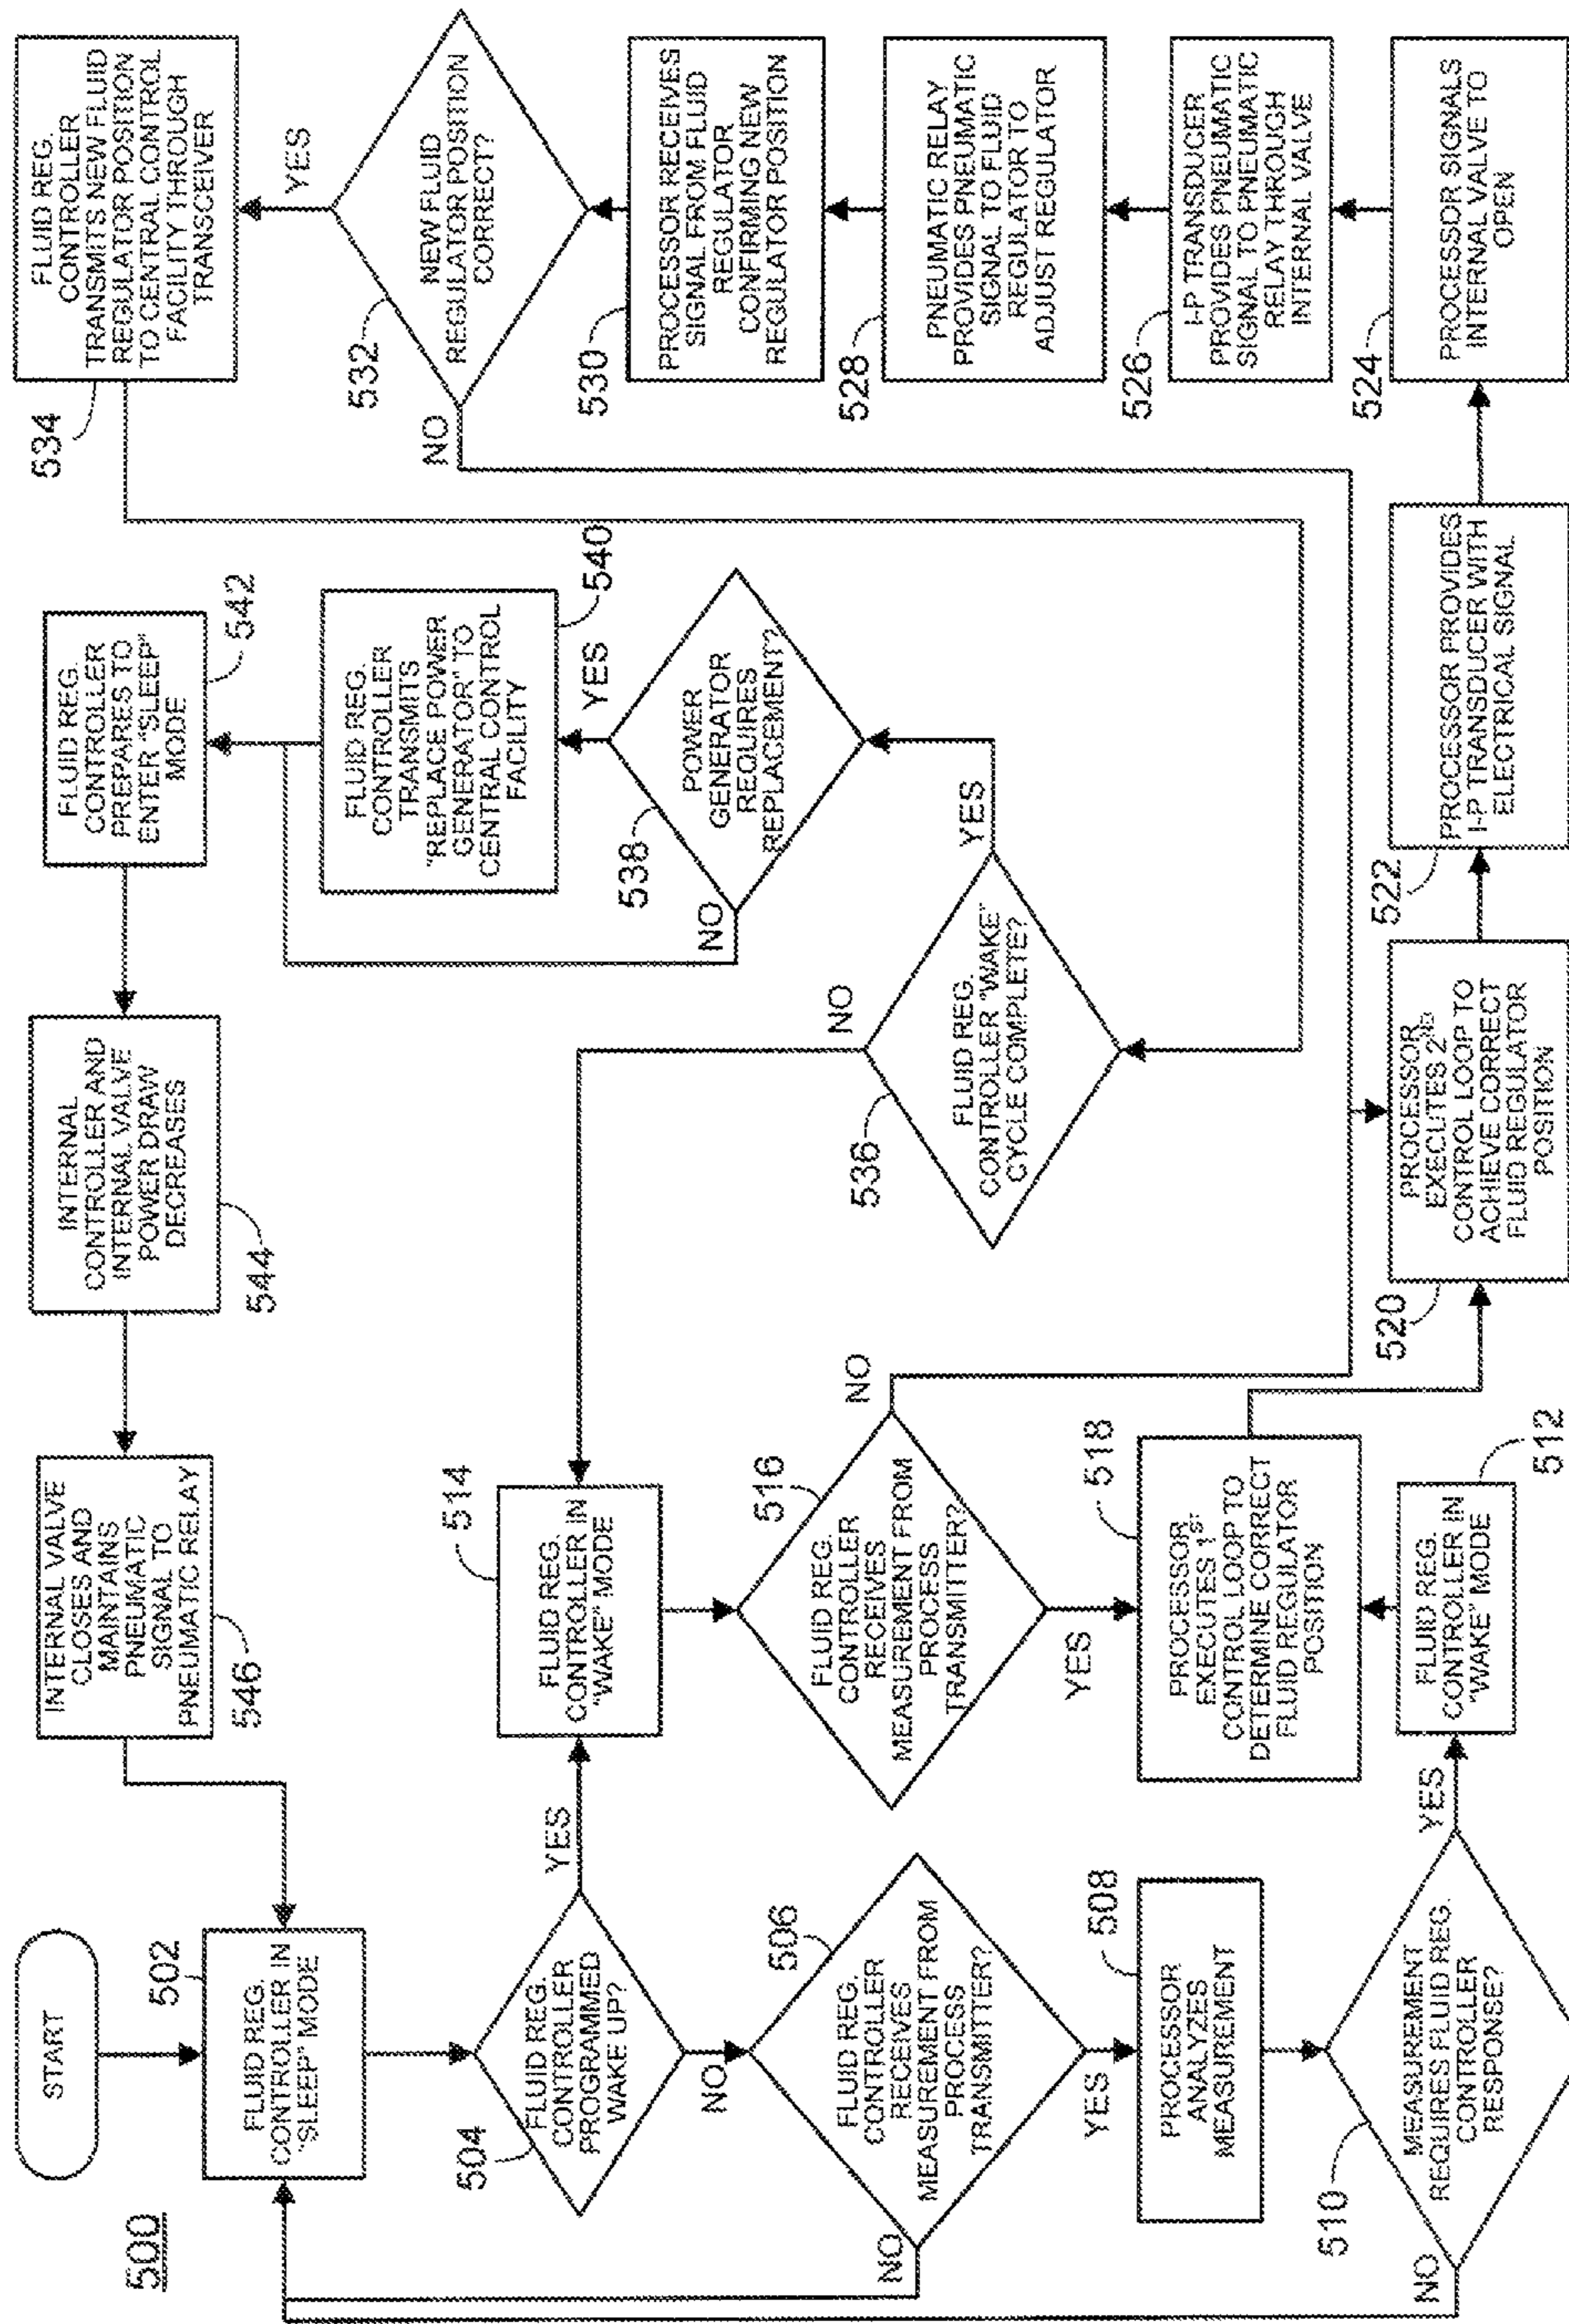 500
START
502
FLUID REG.
CONTROLLER IN
"SLEEP" MODE
504
FLUID REG.
CONTROLLER
PROGRAMMED
WAKE UP?
YES
NO
506
FLUID REG.
CONTROLLER
RECEIVES
MEASUREMENT FROM
PROCESS
TRANSMITTER?
NO
YES
508
PROCESSOR
ANALYZES
MEASUREMENT
510
MEASUREMENT
REQUIRES FLUID REG.
CONTROLLER
RESPONSE?
NO
YES
512
FLUID REG.
CONTROLLER IN
"WAKE" MODE
514
FLUID REG.
CONTROLLER IN
"WAKE" MODE
516
FLUID REG.
CONTROLLER
RECEIVES
MEASUREMENT FROM
PROCESS
TRANSMITTER?
NO
YES
518
PROCESSOR
EXECUTES 1ST
CONTROL LOOP TO
DETERMINE CORRECT
FLUID REGULATOR
POSITION
520
PROCESSOR
EXECUTES 2ND
CONTROL LOOP TO
ACHIEVE CORRECT
FLUID REGULATOR
POSITION
522
PROCESSOR PROVIDES
I-P TRANSDUCER WITH
ELECTRICAL SIGNAL
524
PROCESSOR SIGNALS
INTERNAL VALVE TO
OPEN
526
I-P TRANSDUCER
PROVIDES PNEUMATIC
SIGNAL TO PNEUMATIC
RELAY THROUGH
INTERNAL VALVE
528
PNEUMATIC RELAY
PROVIDES PNEUMATIC
SIGNAL TO FLUID
REGULATOR TO
ADJUST REGULATOR
530
PROCESSOR RECEIVES
SIGNAL FROM FLUID
REGULATOR
CONFIRMING NEW
REGULATOR POSITION
532
NEW FLUID
REGULATOR POSITION
CORRECT?
NO
YES
534
FLUID REG.
CONTROLLER
TRANSMITS NEW FLUID
REGULATOR POSITION
TO CENTRAL CONTROL
FACILITY THROUGH
TRANSCEIVER
536
FLUID REG.
CONTROLLER "WAKE"
CYCLE COMPLETE?
NO
YES
538
POWER
GENERATOR
REQUIRES
REPLACEMENT?
NO
YES
540
FLUID REG.
CONTROLLER
TRANSMITS
"REPLACE POWER
GENERATOR" TO
CENTRAL CONTROL
FACILITY
542
FLUID REG.
CONTROLLER
PREPARES TO
ENTER "SLEEP"
MODE
544
INTERNAL
CONTROLLER AND
INTERNAL VALVE
POWER DRAW
DECREASES
546
INTERNAL VALVE
CLOSES AND
MAINTAINS
PNEUMATIC
SIGNAL TO
PNEUMATIC RELAY